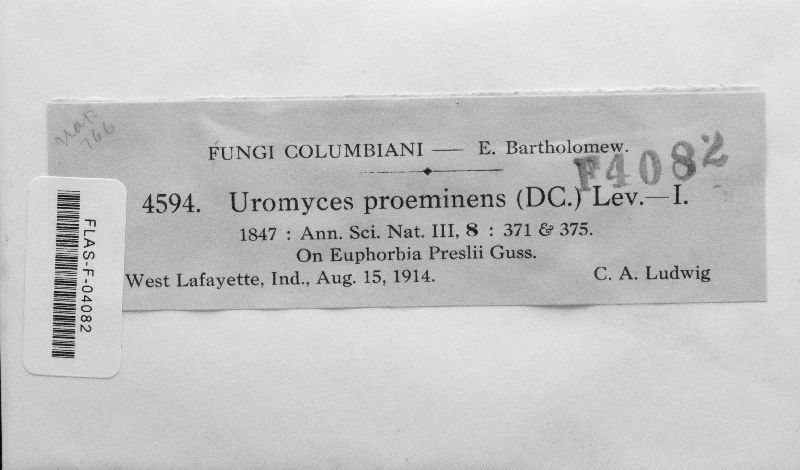 FUNGI COLUMBIANI — E. Bartholomew.
F4082
4594. Uromyces proeminens (DC.) Lev.—I.
1847 : Ann. Sci. Nat. III, 8 : 371 & 375.
On Euphorbia Preslii Guss.
West Lafayette, Ind., Aug. 15, 1914. C. A. Ludwig
FLAS-F-04082